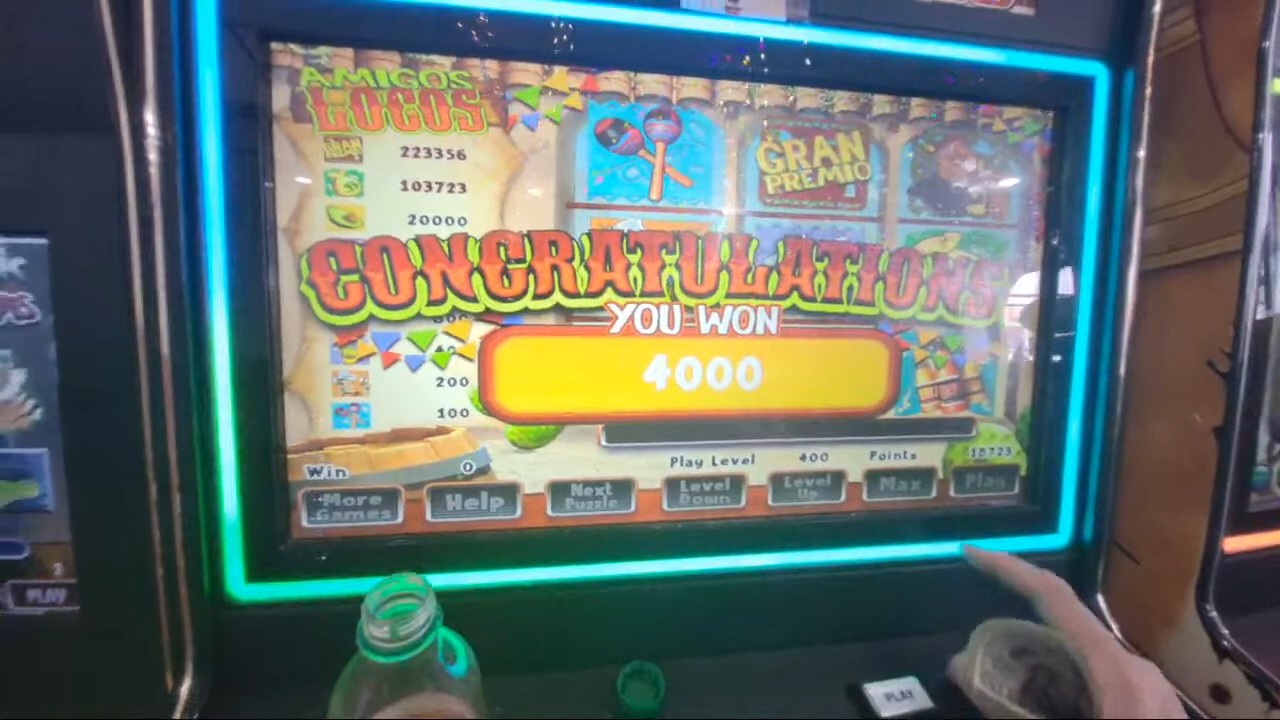 AMIGOS
LOCOS
GRAN
223356
103723
20000
GRAN
PREMIO
CONGRATULATIONS
YOU WON
4000
200
100
Win
0
Play Level
400
Points
More
Games
Help
Next
Puzzle
Level
Down
Level
Up
Max
Play
PLAY
PLAY